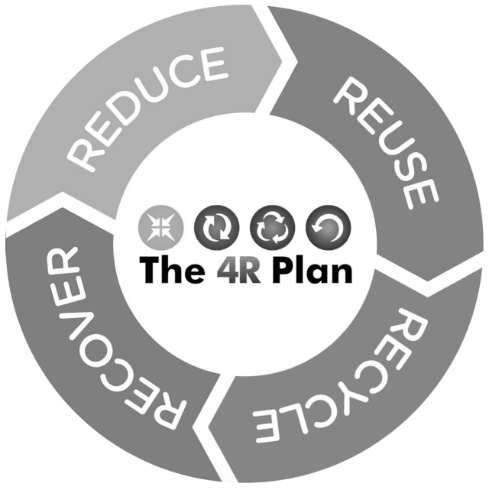 REDUCE
REUSE
The 4R Plan
RECYCLE
RECOVER